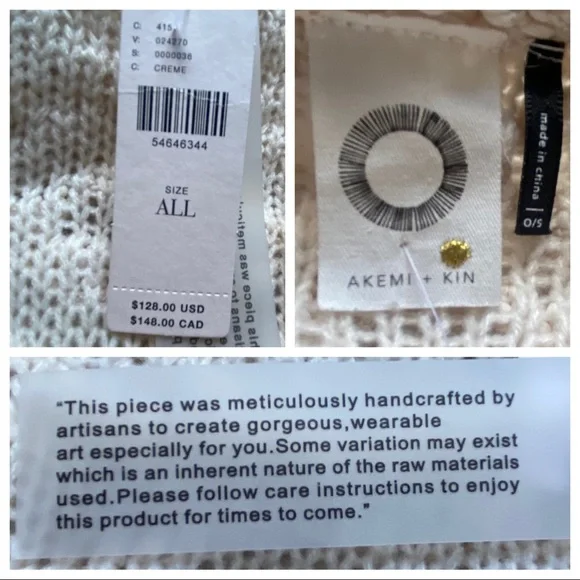 C: 415
V: 024270
S: 0000036
C: CREME
54646344
SIZE
ALL
$128.00 USD
$148.00 CAD
made in china
O/S
AKEMI + KIN
"This piece was meticulously handcrafted by
artisans to create gorgeous,wearable
art especially for you.Some variation may exist
which is an inherent nature of the raw materials
used.Please follow care instructions to enjoy
this product for times to come."